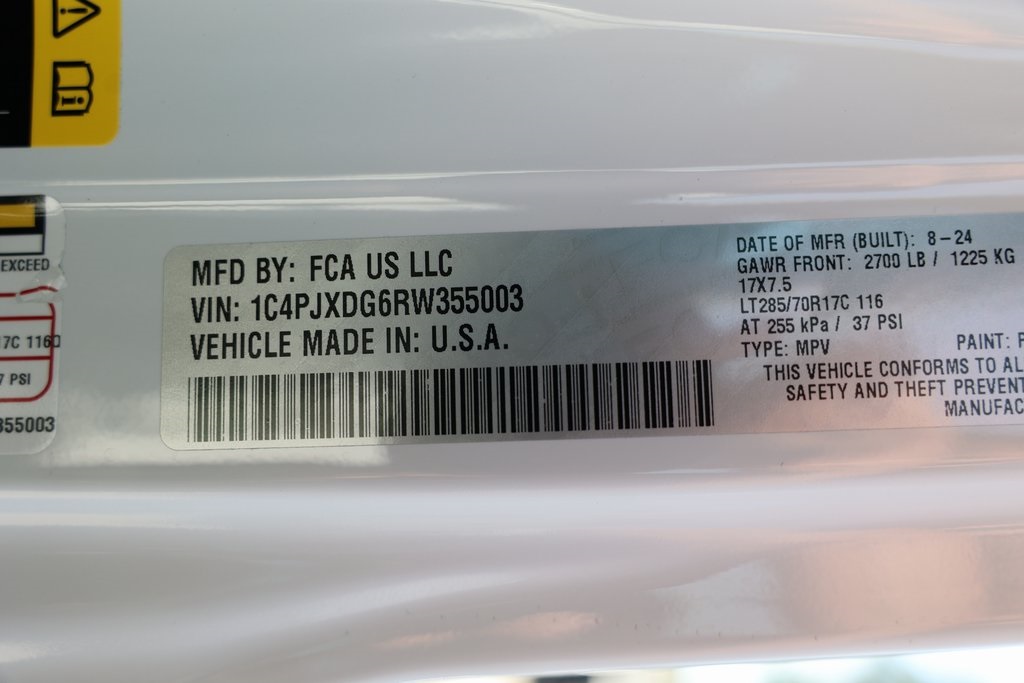 EXCEED
17C 116
7 PSI
355003
MFD BY: FCA US LLC
VIN: 1C4PJXDG6RW355003
VEHICLE MADE IN: U.S.A.
DATE OF MFR (BUILT): 8-24
GAWR FRONT: 2700 LB / 1225 KG
17X7.5
LT285/70R17C 116
AT 255 kPa / 37 PSI
TYPE: MPV
PAINT:
THIS VEHICLE CONFORMS TO AL
SAFETY AND THEFT PREVENT
MANUFAC